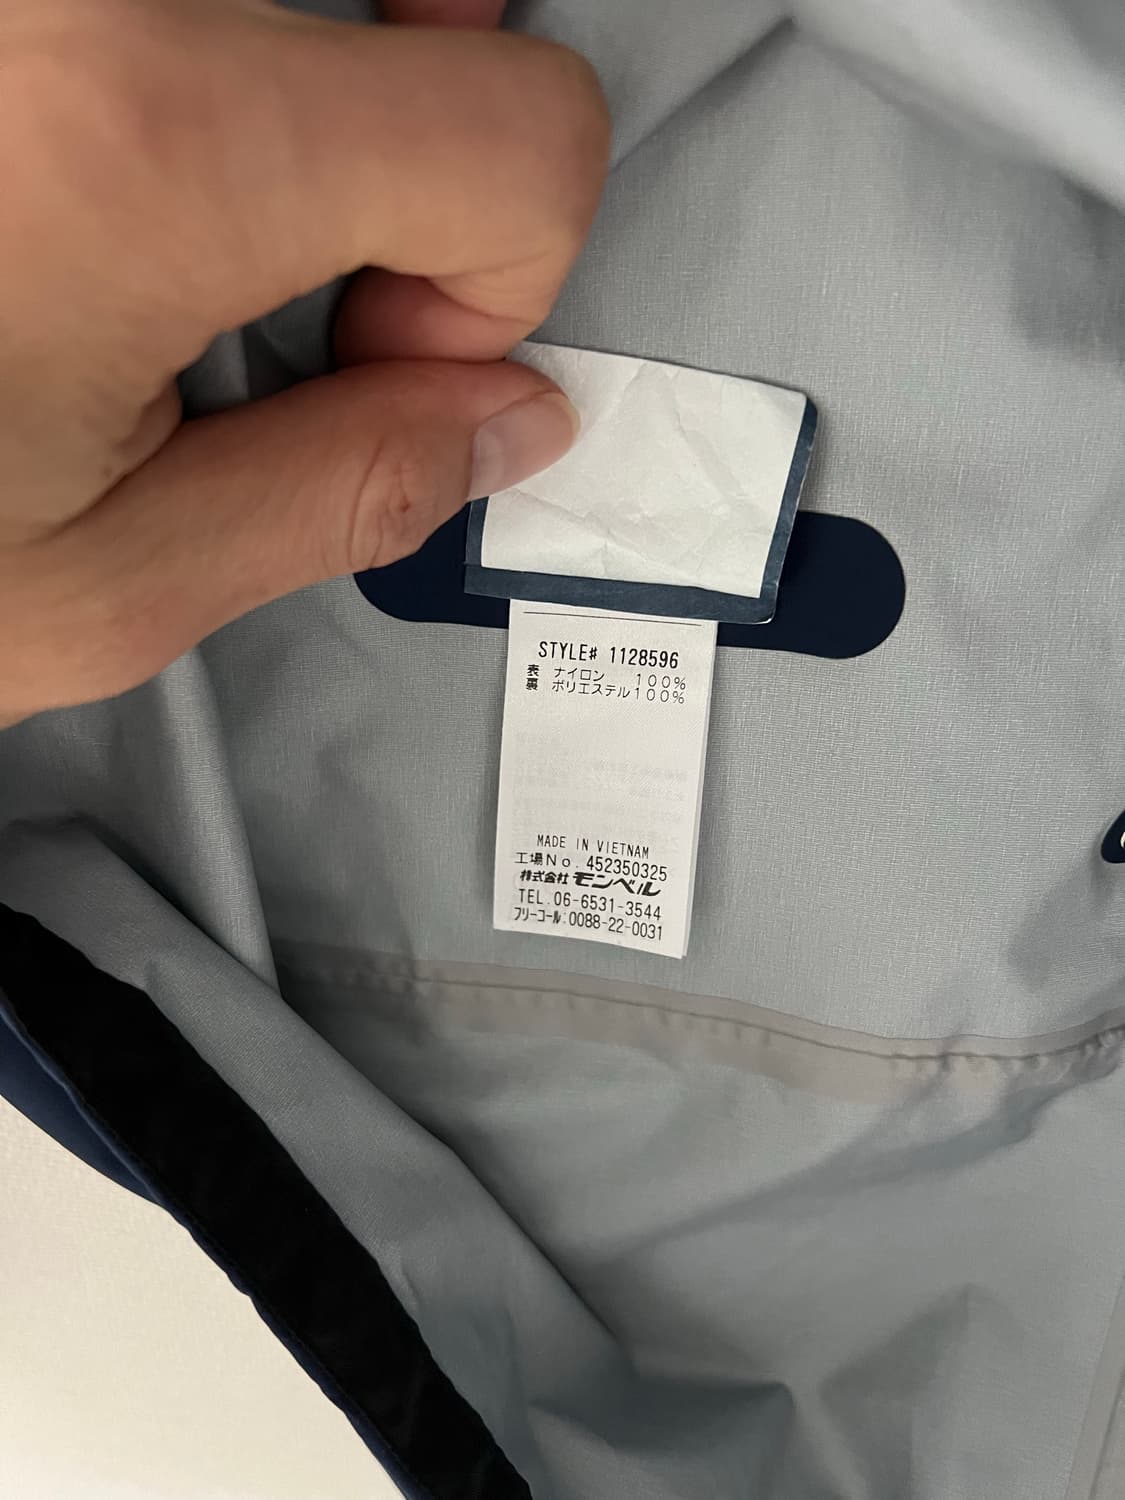 STYLE# 1128596
表 ナイロン 100%
裏 ポリエステル100%
MADE IN VIETNAM
工場No. 452350325
株式会社 モンベル
TEL.06-6531-3544
フリーコール:0088-22-0031